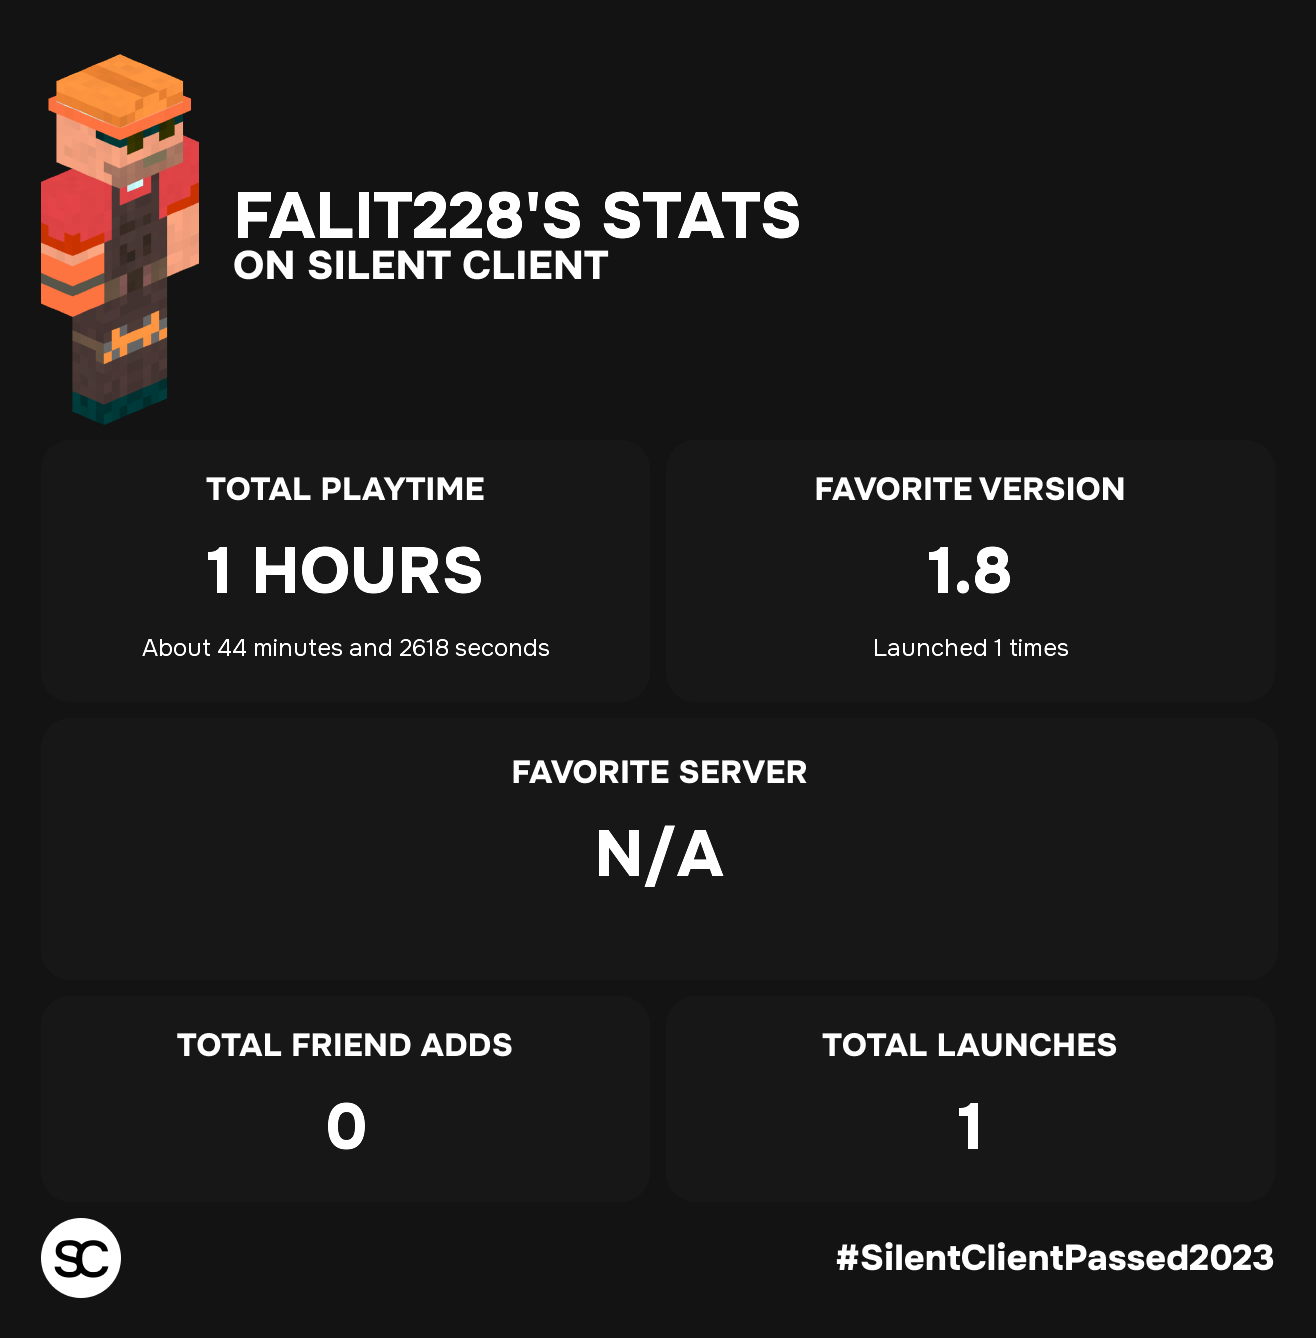 FALIT228'S STATS
ON SILENT CLIENT
TOTAL PLAYTIME
1 HOURS
About 44 minutes and 2618 seconds
FAVORITE VERSION
1.8
Launched 1 times
FAVORITE SERVER
N/A
TOTAL FRIEND ADDS
0
TOTAL LAUNCHES
1
SC
#SilentClientPassed2023